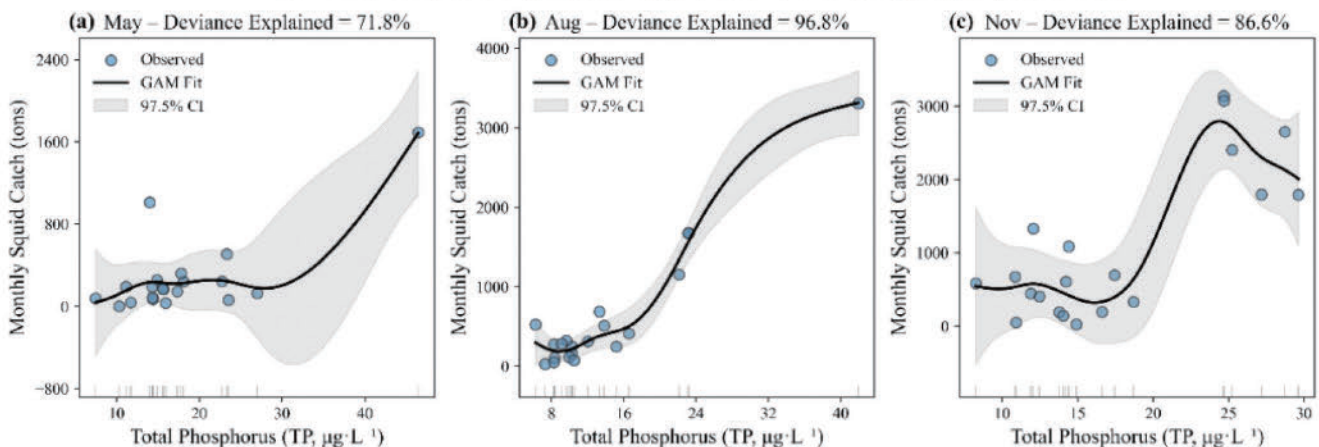 (a) May – Deviance Explained = 71.8%
Observed
GAM Fit
97.5% CI
Monthly Squid Catch (tons)
2400
1600
800
0
−800
10
20
30
40
Total Phosphorus (TP, μg·L⁻¹)
(b) Aug – Deviance Explained = 96.8%
Observed
GAM Fit
97.5% CI
Monthly Squid Catch (tons)
4000
3000
2000
1000
0
8
16
24
32
40
Total Phosphorus (TP, μg·L⁻¹)
(c) Nov – Deviance Explained = 86.6%
Observed
GAM Fit
97.5% CI
Monthly Squid Catch (tons)
3000
2000
1000
0
10
15
20
25
30
Total Phosphorus (TP, μg·L⁻¹)